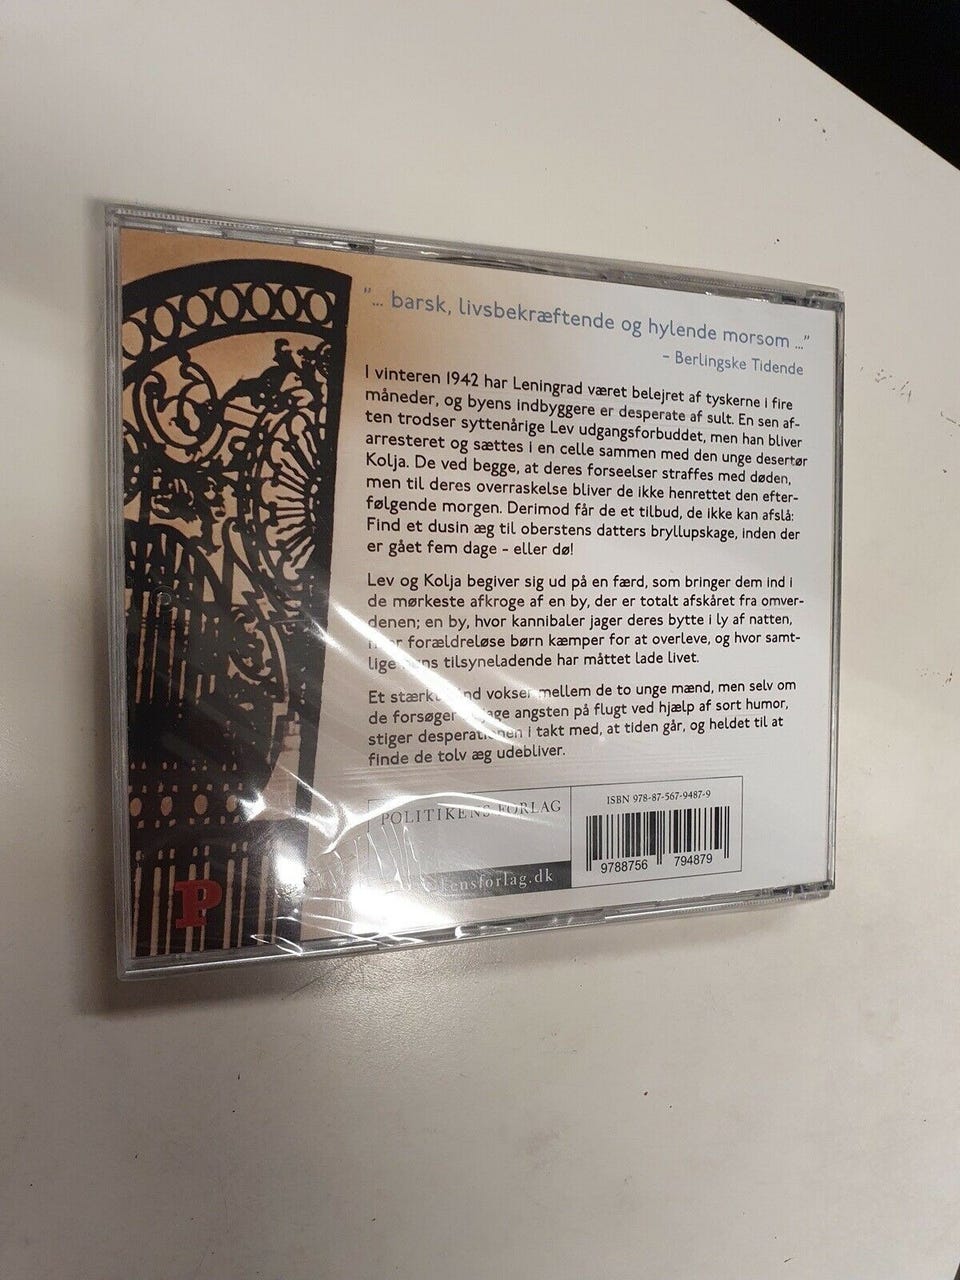 "... barsk, livsbekræftende og hylende morsom ..."
– Berlingske Tidende
I vinteren 1942 har Leningrad været belejret af tyskerne i fire
måneder, og byens indbyggere er desperate af sult. En sen af-
ten trodser syttenårige Lev udgangsforbuddet, men han bliver
arresteret og sættes i en celle sammen med den unge desertør
Kolja. De ved begge, at deres forseelser straffes med døden,
men til deres overraskelse bliver de ikke henrettet den efter-
følgende morgen. Derimod får de et tilbud, de ikke kan afslå:
Find et dusin æg til oberstens datters bryllupskage, inden der
er gået fem dage – eller dø!
Lev og Kolja begiver sig ud på en færd, som bringer dem ind i
de mørkeste afkroge af en by, der er totalt afskåret fra omver-
denen; en by, hvor kannibaler jager deres bytte i ly af natten,
forældreløse børn kæmper for at overleve, og hvor samt-
lige tilsyneladende har måttet lade livet.
Et vokser mellem de to unge mænd, men selv om
de forsøger angsten på flugt ved hjælp af sort humor,
stiger desperationen i takt med, at tiden går, og heldet til at
finde de tolv æg udebliver.
POLITIKENS FORLAG
ISBN 978-87-567-9487-9
9788756 794879
P